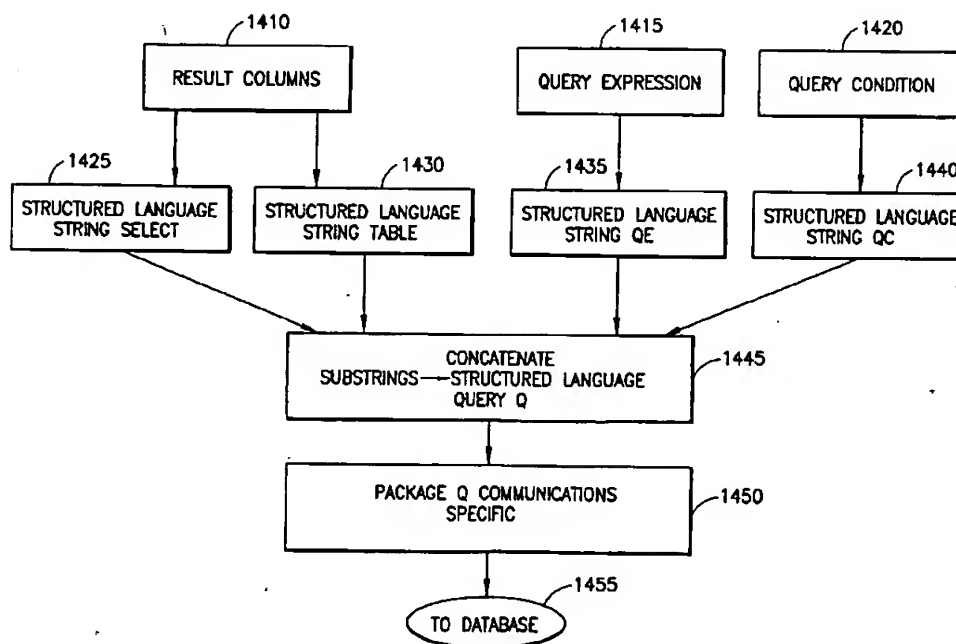 1410
RESULT COLUMNS
1415
QUERY EXPRESSION
1420
QUERY CONDITION
1425
STRUCTURED LANGUAGE
STRING SELECT
1430
STRUCTURED LANGUAGE
STRING TABLE
1435
STRUCTURED LANGUAGE
STRING QE
1440
STRUCTURED LANGUAGE
STRING QC
1445
CONCATENATE
SUBSTRINGS → STRUCTURED LANGUAGE
QUERY Q
1450
PACKAGE Q COMMUNICATIONS
SPECIFIC
1455
TO DATABASE